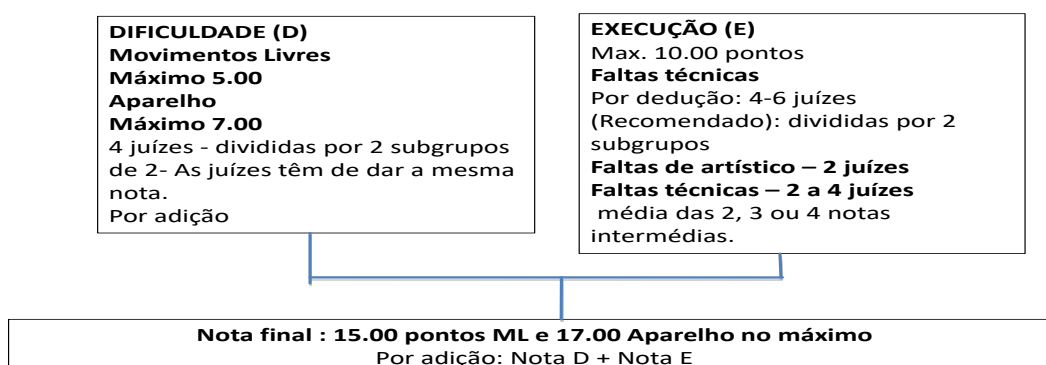 DIFICULDADE (D)
Movimentos Livres
Máximo 5.00
Aparelho
Máximo 7.00
4 juízes - divididas por 2 subgrupos
de 2- As juízes têm de dar a mesma
nota.
Por adição
EXECUÇÃO (E)
Max. 10.00 pontos
Faltas técnicas
Por dedução: 4-6 juízes
(Recomendado): divididas por 2
subgrupos
Faltas de artístico – 2 juízes
Faltas técnicas – 2 a 4 juízes
média das 2, 3 ou 4 notas
intermédias.
Nota final : 15.00 pontos ML e 17.00 Aparelho no máximo
Por adição: Nota D + Nota E